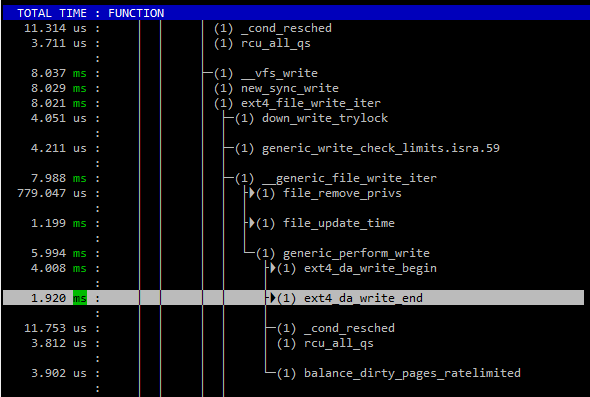 TOTAL TIME : FUNCTION
11.314 us : (1) _cond_resched
3.711 us : (1) rcu_all_qs
:
8.037 ms : (1) __vfs_write
8.029 ms : (1) new_sync_write
8.021 ms : (1) ext4_file_write_iter
4.051 us : (1) down_write_trylock
:
4.211 us : (1) generic_write_check_limits.isra.59
:
7.988 ms : (1) __generic_file_write_iter
779.047 us : (1) file_remove_privs
:
1.199 ms : (1) file_update_time
:
5.994 ms : (1) generic_perform_write
4.008 ms : (1) ext4_da_write_begin
:
1.920 ms : (1) ext4_da_write_end
:
11.753 us : (1) _cond_resched
3.812 us : (1) rcu_all_qs
:
3.902 us : (1) balance_dirty_pages_ratelimited
: